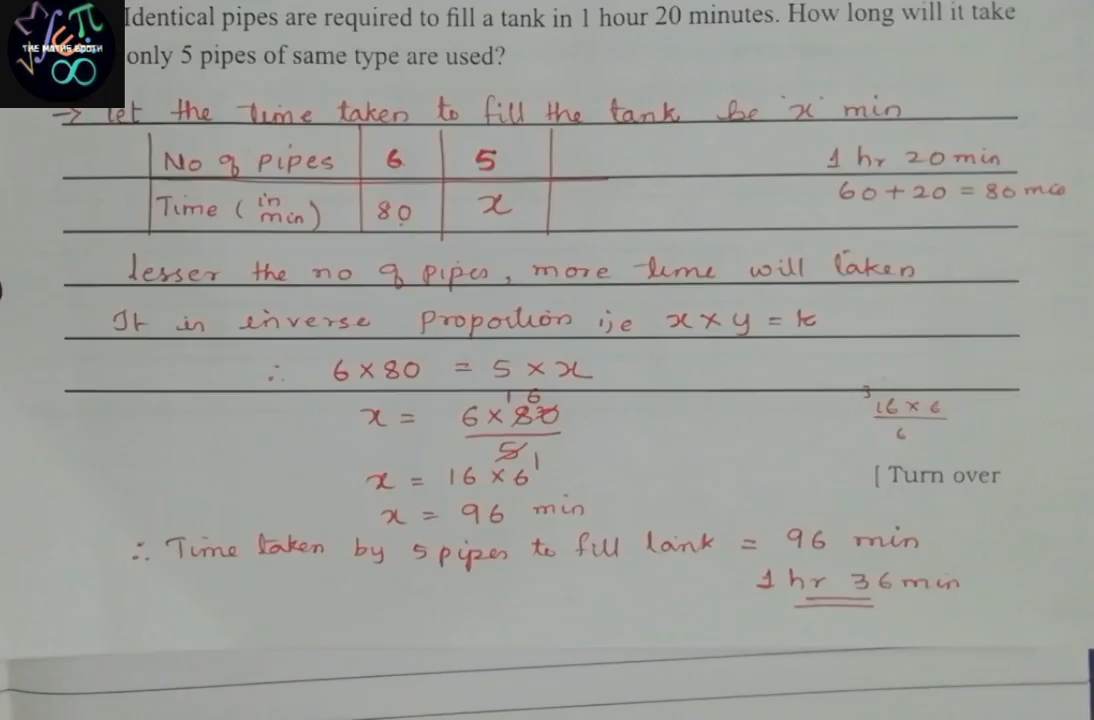 THE MATHS BOOTH
Identical pipes are required to fill a tank in 1 hour 20 minutes. How long will it take
only 5 pipes of same type are used?
→ Let the time taken to fill the tank be 'x' min
No of pipes 6 5
1 hr 20 min
Time (in min) 80 x
60+20 = 80 min
lesser the no of pipes, more time will taken
It is inverse proportion i;e x × y = k
∴ 6 × 80 = 5 × x
x = 6 × 80 / 5
16
1
3
16 × 6
6
x = 16 × 6
[ Turn over
x = 96 min
∴ Time taken by 5 pipes to fill tank = 96 min
1 hr 36 min